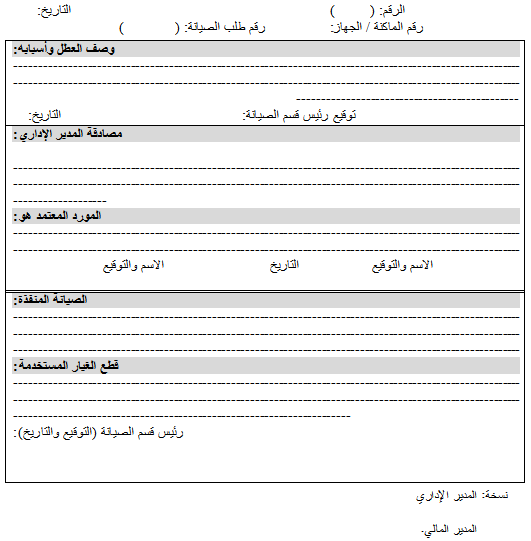 الرقم: (          ) التاريخ:
رقم الماكنة / الجهاز: رقم طلب الصيانة: (          )
وصف العطل وأسبابه:
توقيع رئيس قسم الصيانة: التاريخ:
مصادقة المدير الإداري:
المورد المعتمد هو:
الاسم والتوقيع التاريخ الاسم والتوقيع
الصيانة المنفذة:
قطع الغيار المستخدمة:
رئيس قسم الصيانة (التوقيع والتاريخ):
نسخة: المدير الإداري
المدير المالي.